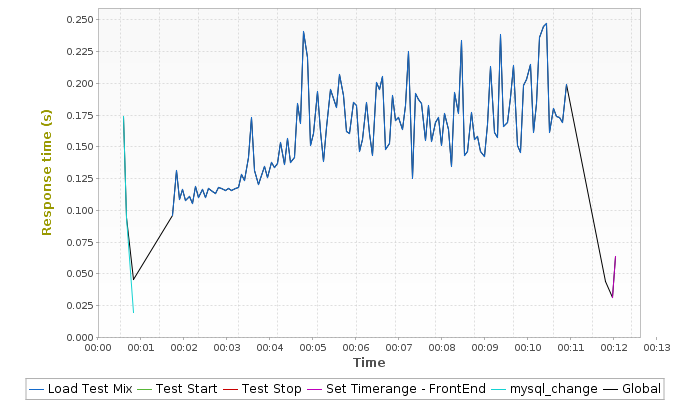 0.250
0.225
0.200
0.175
0.150
0.125
0.100
0.075
0.050
0.025
0.000
Response time (s)
00:00 00:01 00:02 00:03 00:04 00:05 00:06 00:07 00:08 00:09 00:10 00:11 00:12 00:13
Time
Load Test Mix Test Start Test Stop Set Timerange - FrontEnd mysql_change Global